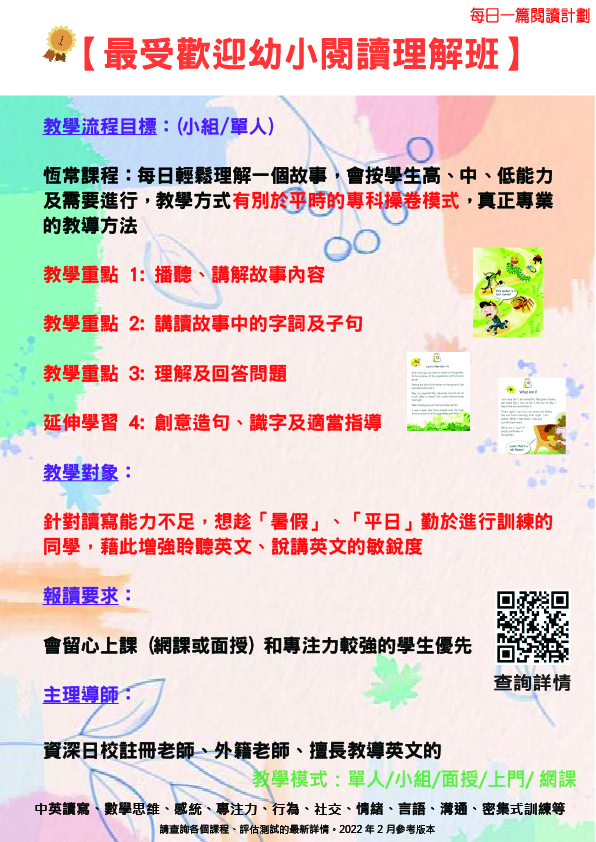 每日一篇閱讀計劃
1
【最受歡迎幼小閱讀理解班】
教學流程目標：(小組/單人)
恆常課程：每日輕鬆理解一個故事，會按學生高、中、低能力
及需要進行，教學方式有別於平時的專科操卷模式，真正專業
的教導方法
教學重點 1: 播聽、講解故事內容
教學重點 2: 講讀故事中的字詞及子句
教學重點 3: 理解及回答問題
What Am I?
延伸學習 4: 創意造句、識字及適當指導
教學對象：
針對讀寫能力不足，想趁「暑假」、「平日」勤於進行訓練的
同學，藉此增強聆聽英文、說講英文的敏銳度
報讀要求：
會留心上課 (網課或面授) 和專注力較強的學生優先
查詢詳情
主理導師：
資深日校註冊老師、外籍老師、擅長教導英文的
教學模式：單人/小組/面授/上門/ 網課
中英讀寫、數學思維、感統、專注力、行為、社交、情緒、言語、溝通、密集式訓練等
請查詢各個課程、評估測試的最新詳情。2022 年 2 月參考版本